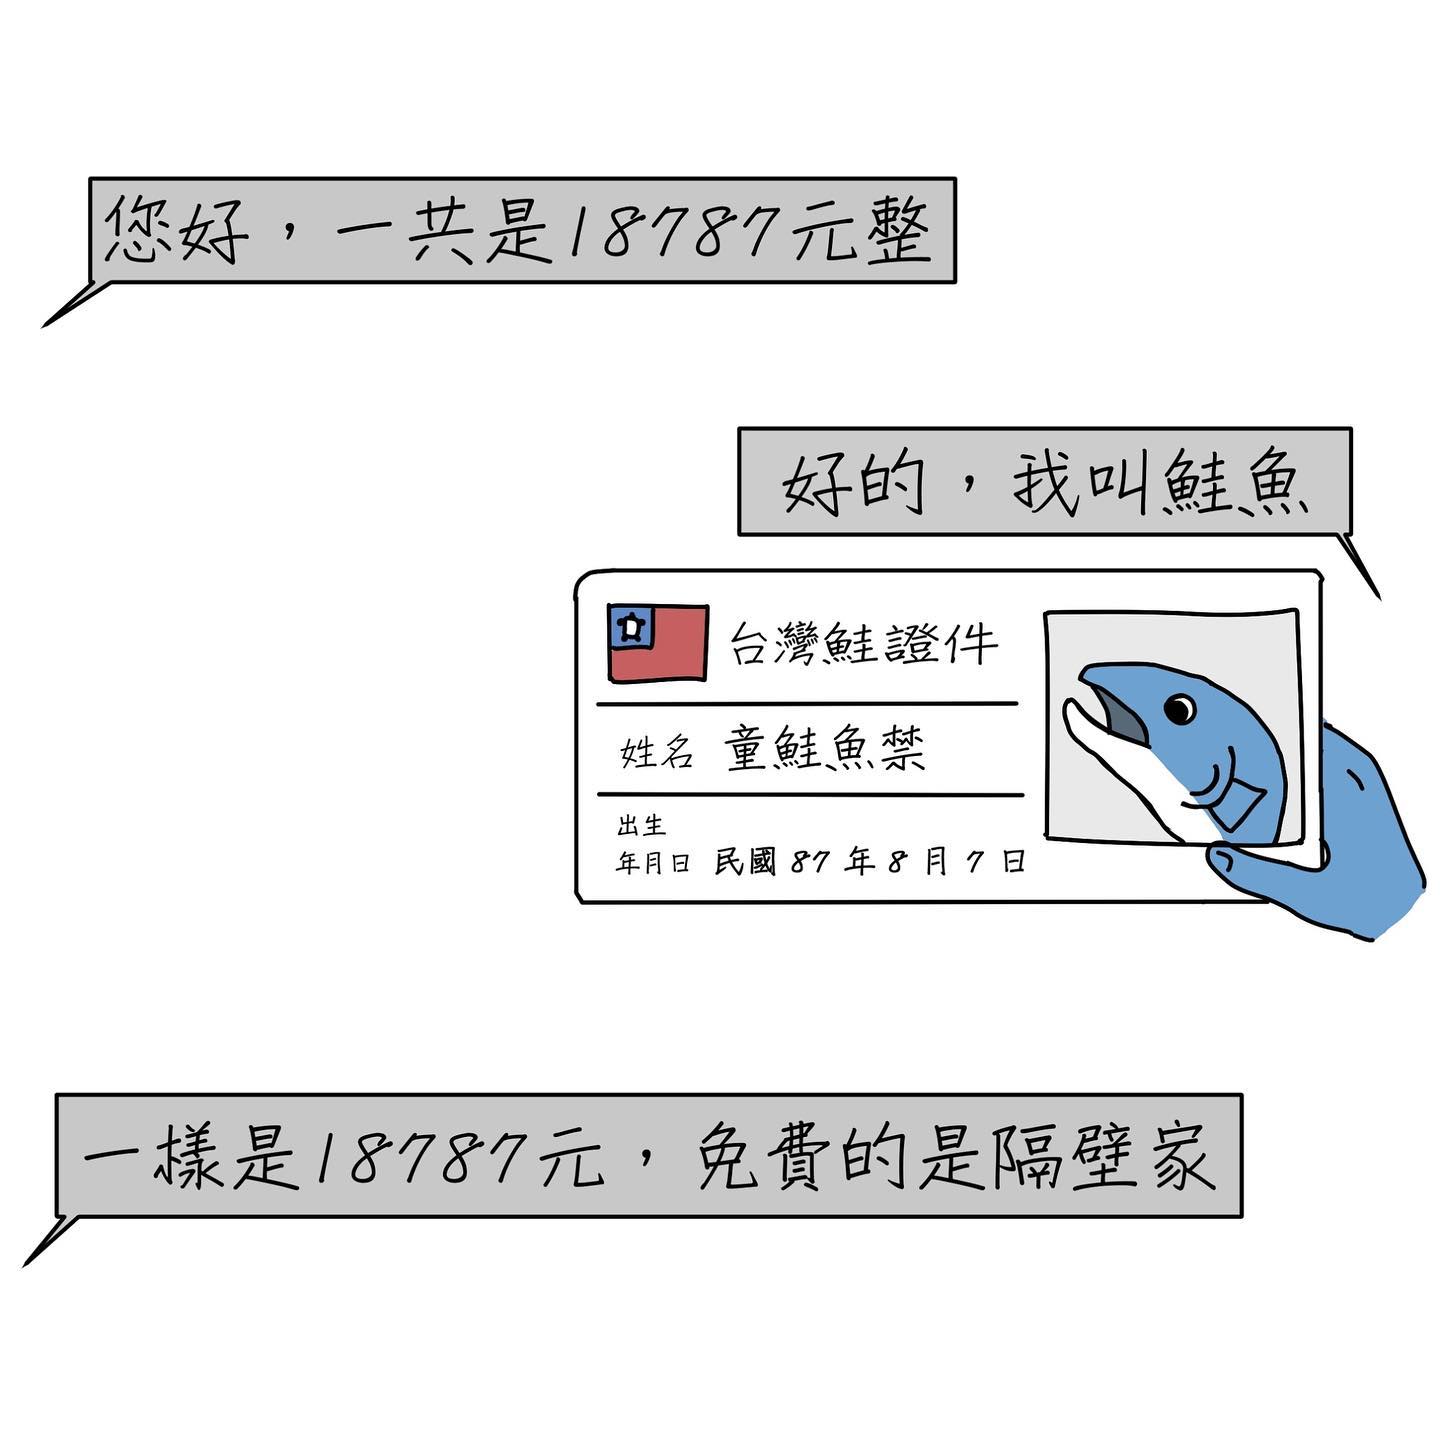 您好，一共是18787元整
好的，我叫鮭魚
台灣鮭證件
姓名 童鮭魚禁
出生
年月日 民國 87 年 8 月 7 日
一樣是18787元，免費的是隔壁家